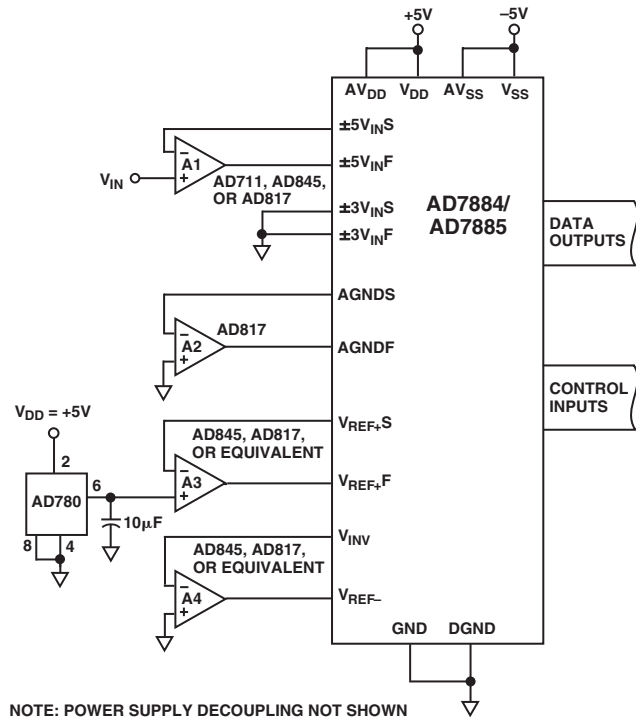 +5V
–5V
AVDD
VDD
AVSS
VSS
±5VINS
A1
±5VINF
VIN
AD711, AD845,
OR AD817
±3VINS
±3VINF
AD7884/
AD7885
DATA
OUTPUTS
AGNDS
AD817
A2
AGNDF
CONTROL
INPUTS
VDD = +5V
VREF+S
AD845, AD817,
OR EQUIVALENT
2
6
A3
VREF+F
AD780
10µF
8
4
VINV
AD845, AD817,
OR EQUIVALENT
A4
VREF–
GND
DGND
NOTE: POWER SUPPLY DECOUPLING NOT SHOWN